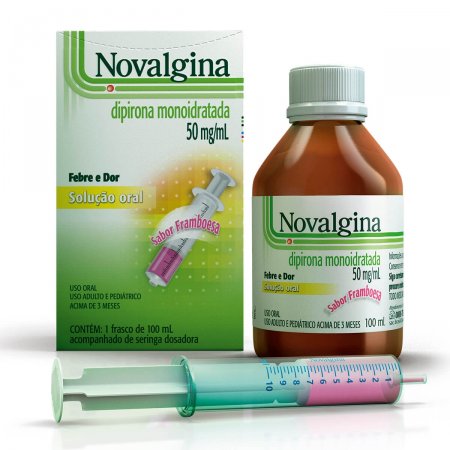 Novalgina
dipirona monoidratada
50 mg/mL
Febre e Dor
Solução oral
Sabor Framboesa
USO ORAL
USO ADULTO E PEDIÁTRICO
ACIMA DE 3 MESES
CONTÉM: 1 frasco de 100 mL
acompanhado de seringa dosadora
Novalgina
dipirona monoidratada
50 mg/mL
Febre e Dor
Solução oral
Sabor Framboesa
USO ORAL
USO ADULTO E PEDIÁTRICO ACIMA DE 3 MESES
100 mL
10 9 8 7 6 5 4 3 2 1